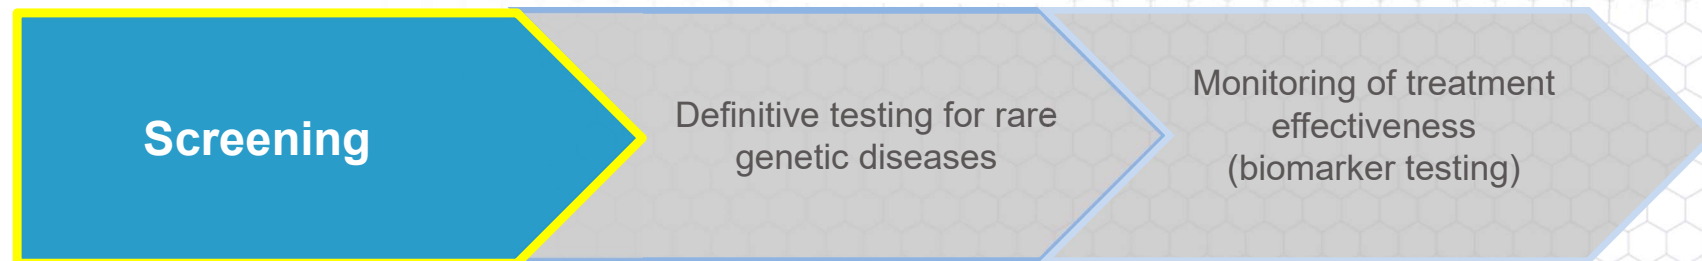 Screening
Definitive testing for rare
genetic diseases
Monitoring of treatment
effectiveness
(biomarker testing)